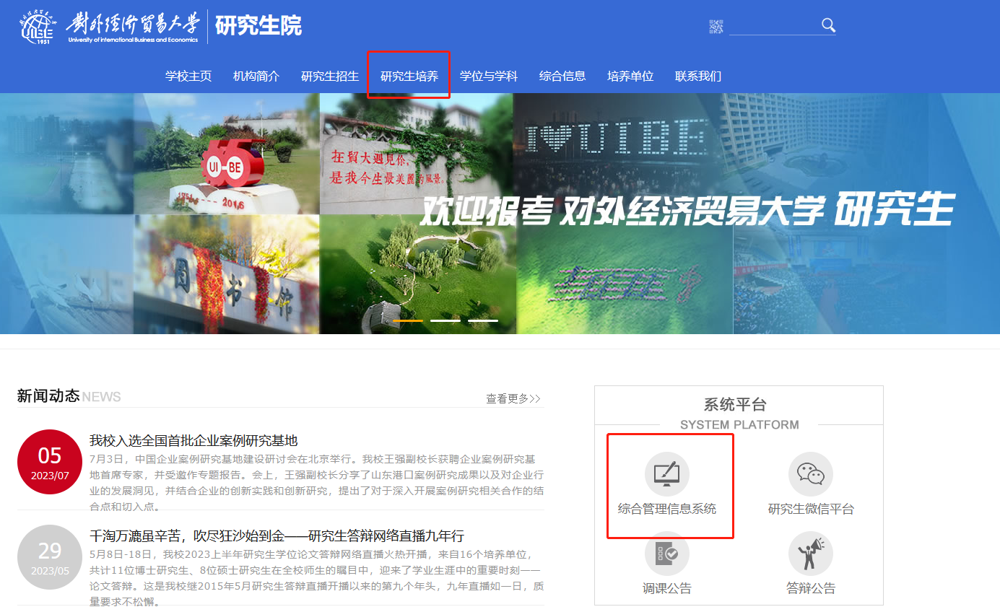 對外經濟貿易大學
University of International Business and Economics
UIBE
1951
研究生院
学校主页
机构简介
研究生招生
研究生培养
学位与学科
综合信息
培养单位
联系我们
65
UI BE
1951 2016
在貿大遇見你，
是我今生最美麗的風景。
I UIBE
欢迎报考 对外经济贸易大学 研究生
图书馆
新闻动态NEWS
查看更多>>
05
2023/07
我校入选全国首批企业案例研究基地
7月3日，中国企业案例研究基地建设研讨会在北京举行。我校王强副校长获聘企业案例研究基
地首席专家，并受邀作专题报告。会上，王强副校长分享了山东港口案例研究成果以及对企业行
业的发展洞见，并结合企业的创新实践和创新研究，提出了对于深入开展案例研究相关合作的结
合点和切入点。
29
2023/05
千淘万漉虽辛苦，吹尽狂沙始到金——研究生答辩网络直播九年行
5月8日-18日，我校2023上半年研究生学位论文答辩网络直播火热开播，来自16个培养单位，
共计11位博士研究生、8位硕士研究生在全校师生的瞩目中，迎来了学业生涯中的重要时刻——
论文答辩。这是我校继2015年5月研究生答辩直播开播以来的第九个年头，九年直播如一日，质
量要求不松懈。
系统平台
SYSTEM PLATFORM
综合管理信息系统
研究生微信平台
调课公告
答辩公告